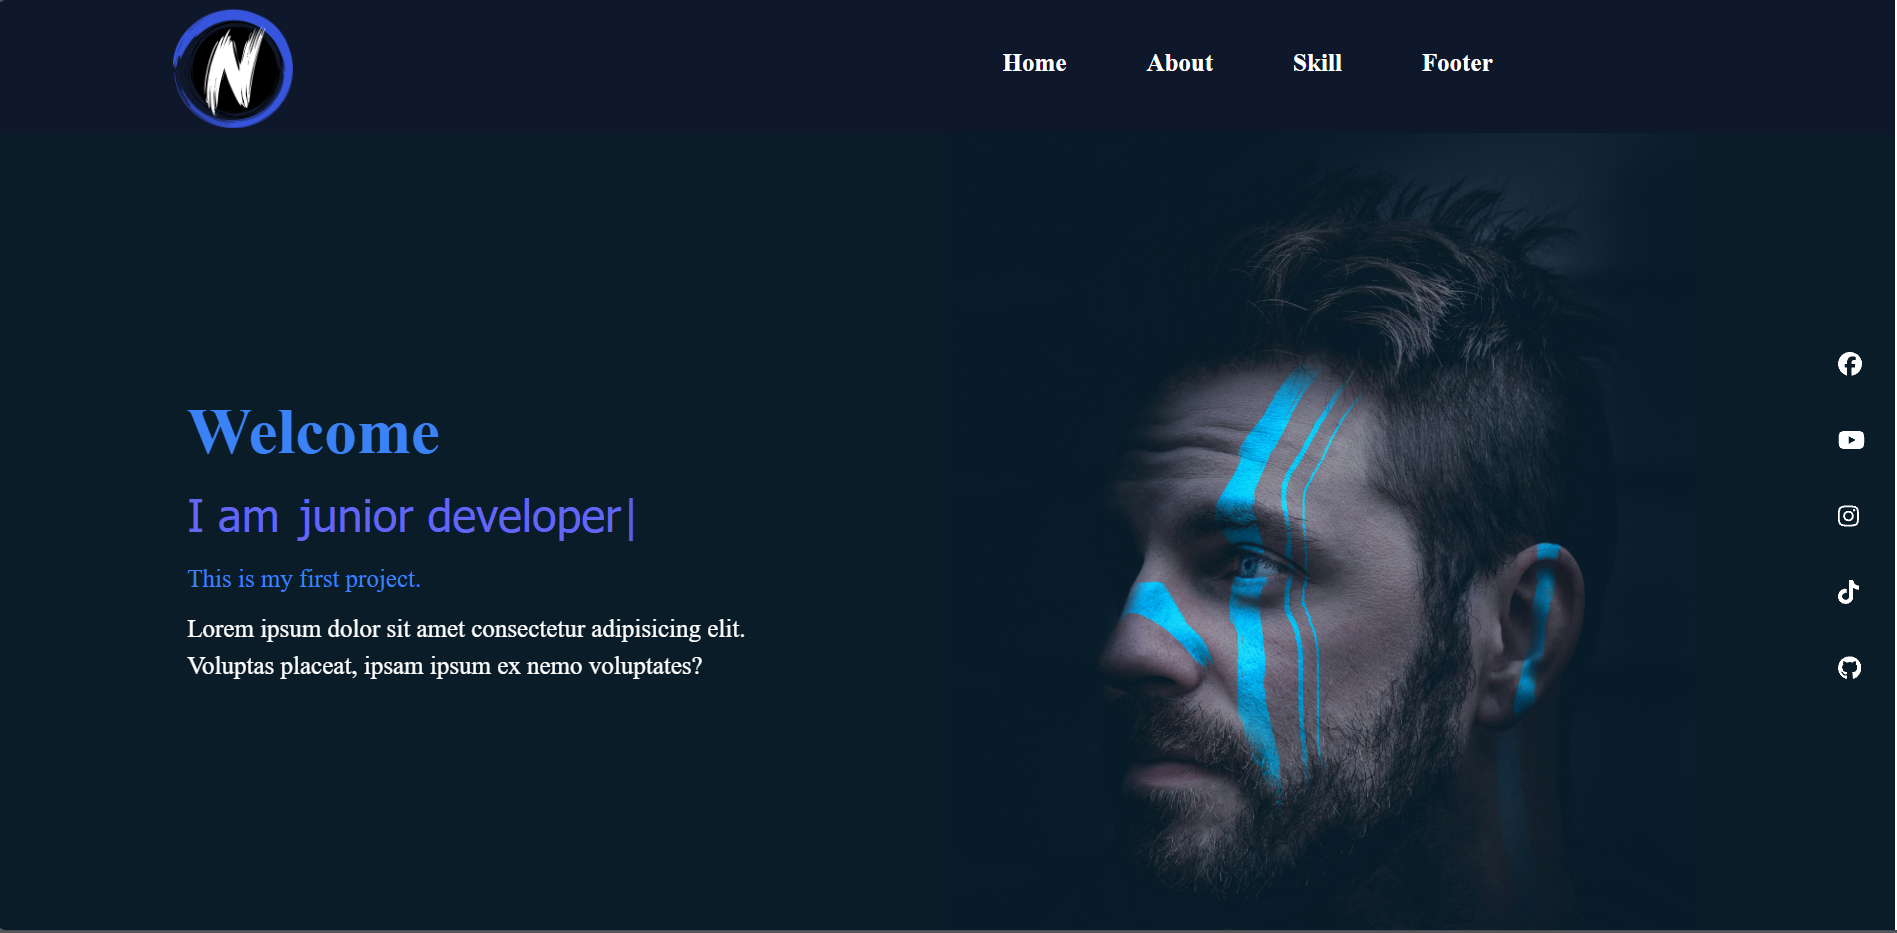 N
Home About Skill Footer
Welcome
I am junior developer|
This is my first project.
Lorem ipsum dolor sit amet consectetur adipisicing elit.
Voluptas placeat, ipsam ipsum ex nemo voluptates?